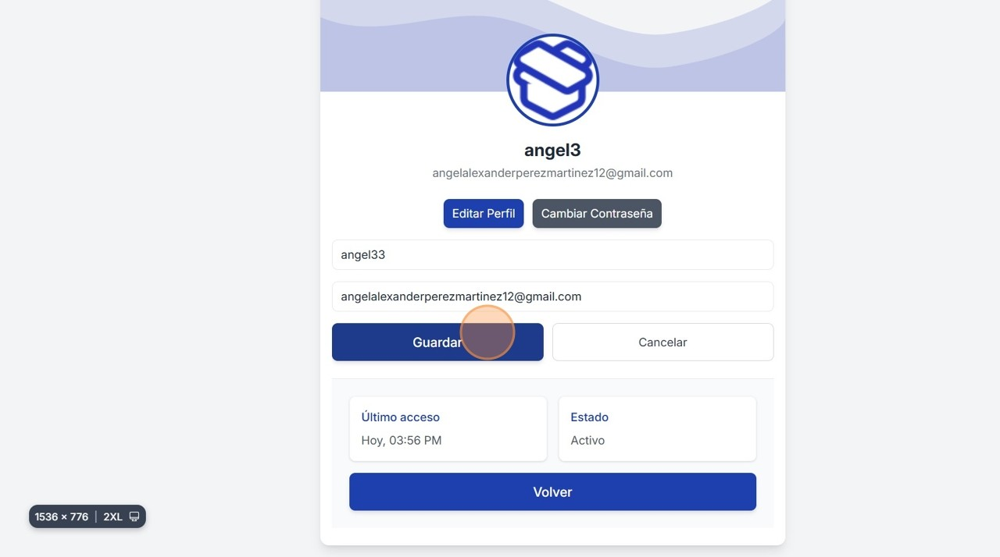 angel3
angelalexanderperezmartinez12@gmail.com
Editar Perfil Cambiar Contraseña
angel33
angelalexanderperezmartinez12@gmail.com
Guardar Cancelar
Último acceso Estado
Hoy, 03:56 PM Activo
Volver
1536 × 776 | 2XL